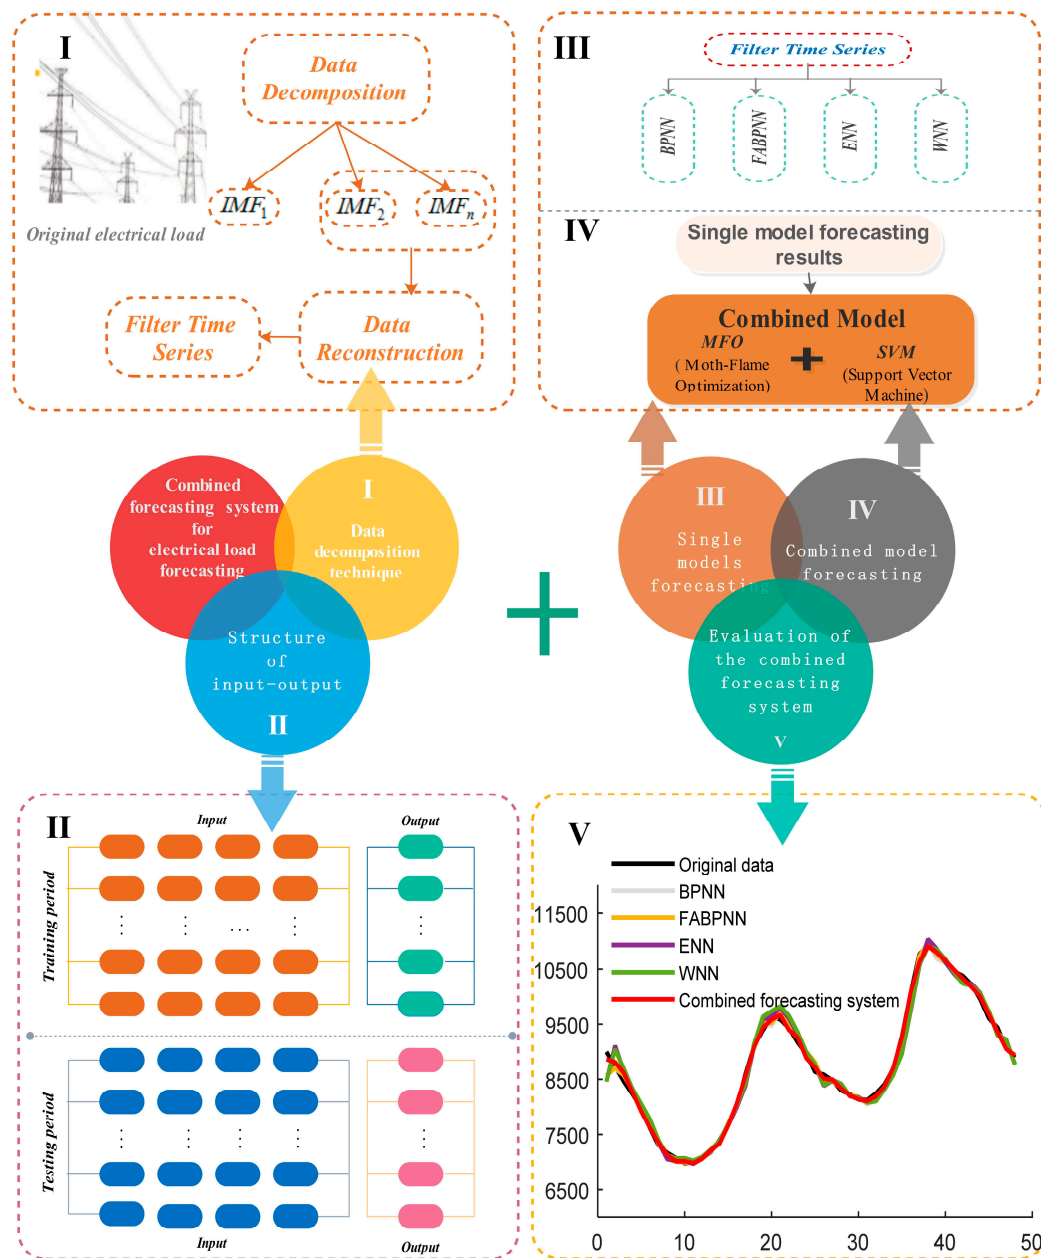 I
Data
Decomposition
IMF1
IMF2
IMFn
Original electrical load
Filter Time
Series
Data
Reconstruction
III
Filter Time Series
BPNN
FABPNN
ENN
WNN
IV
Single model forecasting
results
Combined Model
MFO
( Moth-Flame
Optimization)
SVM
(Support Vector
Machine)
Combined
forecasting system
for
electrical load
forecasting
I
Data
decomposition
technique
Structure
of
input-output
II
III
Single
models
forecasting
IV
Combined model
forecasting
Evaluation of
the combined
forecasting
system
V
II
Input
Output
Training period
Testing period
Input
Output
V
Original data
BPNN
FABPNN
ENN
WNN
Combined forecasting system
11500
10500
9500
8500
7500
6500
0
10
20
30
40
50